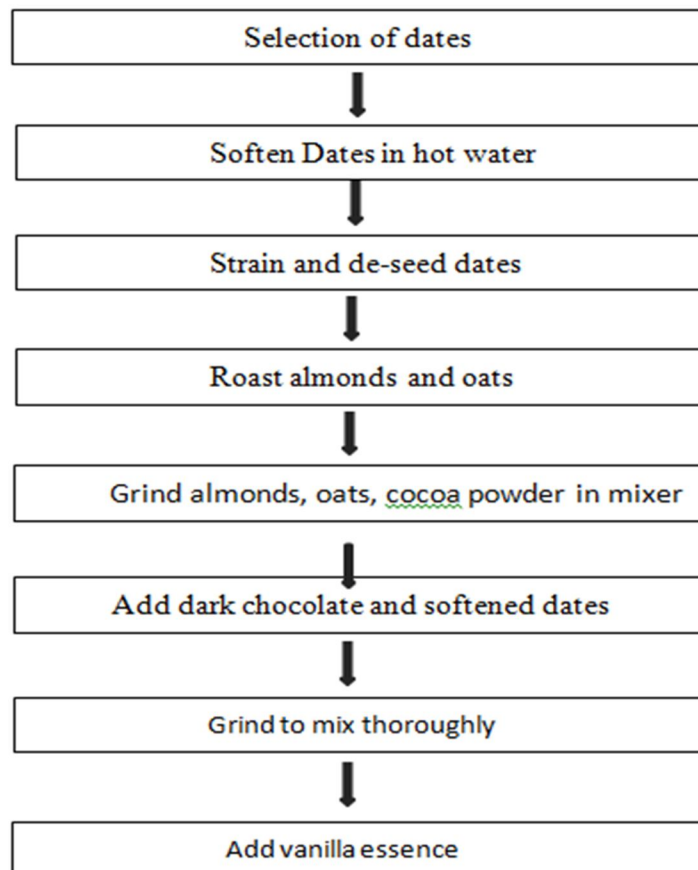 Selection of dates
Soften Dates in hot water
Strain and de-seed dates
Roast almonds and oats
Grind almonds, oats, cocoa powder in mixer
Add dark chocolate and softened dates
Grind to mix thoroughly
Add vanilla essence